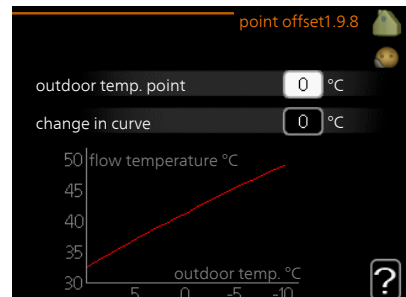 point offset1.9.8
outdoor temp. point 0 °C
change in curve 0 °C
50 flow temperature °C
45
40
35
30
outdoor temp. °C
5 0 -5 -10
?